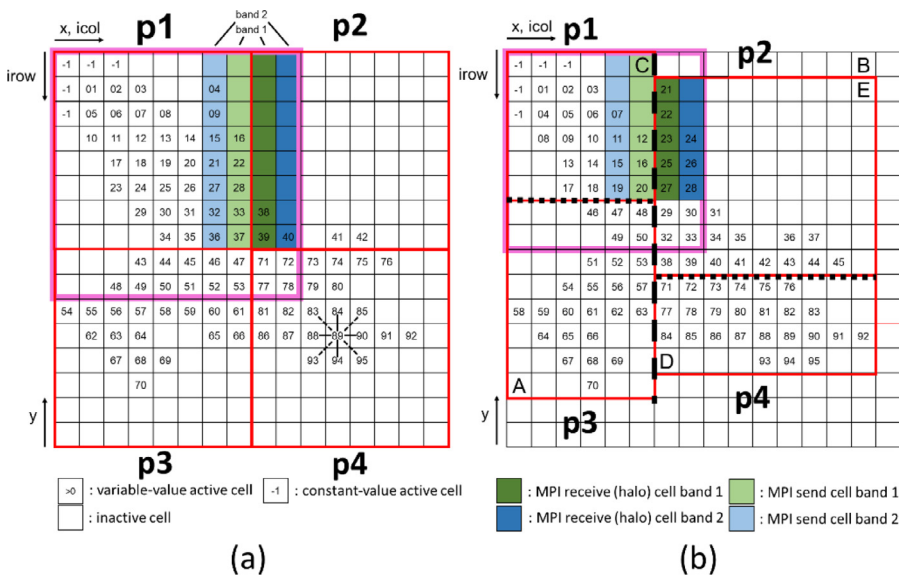 x, icol
p1
band 2
band 1
p2
irow
-1 -1 -1
-1 01 02 03 04
-1 05 06 07 08 09
10 11 12 13 14 15 16
17 18 19 20 21 22
23 24 25 26 27 28
29 30 31 32 33 38
34 35 36 37 39 40 41 42
43 44 45 46 47 71 72 73 74 75 76
48 49 50 51 52 53 77 78 79 80
54 55 56 57 58 59 60 61 81 82 83 84 85
62 63 64 65 66 86 87 88 89 90 91 92
67 68 69 93 94 95
70
y
p3
p4
>0 : variable-value active cell
-1 : constant-value active cell
: inactive cell
(a)
x, icol
p1
p2
irow
-1 -1 -1 C B
-1 01 02 03 21 E
-1 04 05 06 07 22
08 09 10 11 12 23 24
13 14 15 16 25 26
17 18 19 20 27 28
46 47 48 29 30 31
49 50 32 33 34 35 36 37
51 52 53 38 39 40 41 42 43 44 45
54 55 56 57 71 72 73 74 75 76
58 59 60 61 62 63 77 78 79 80 81 82 83
64 65 66 84 85 86 87 88 89 90 91 92
67 68 69 D 93 94 95
A 70
y
p3
p4
: MPI receive (halo) cell band 1
: MPI send cell band 1
: MPI receive (halo) cell band 2
: MPI send cell band 2
(b)